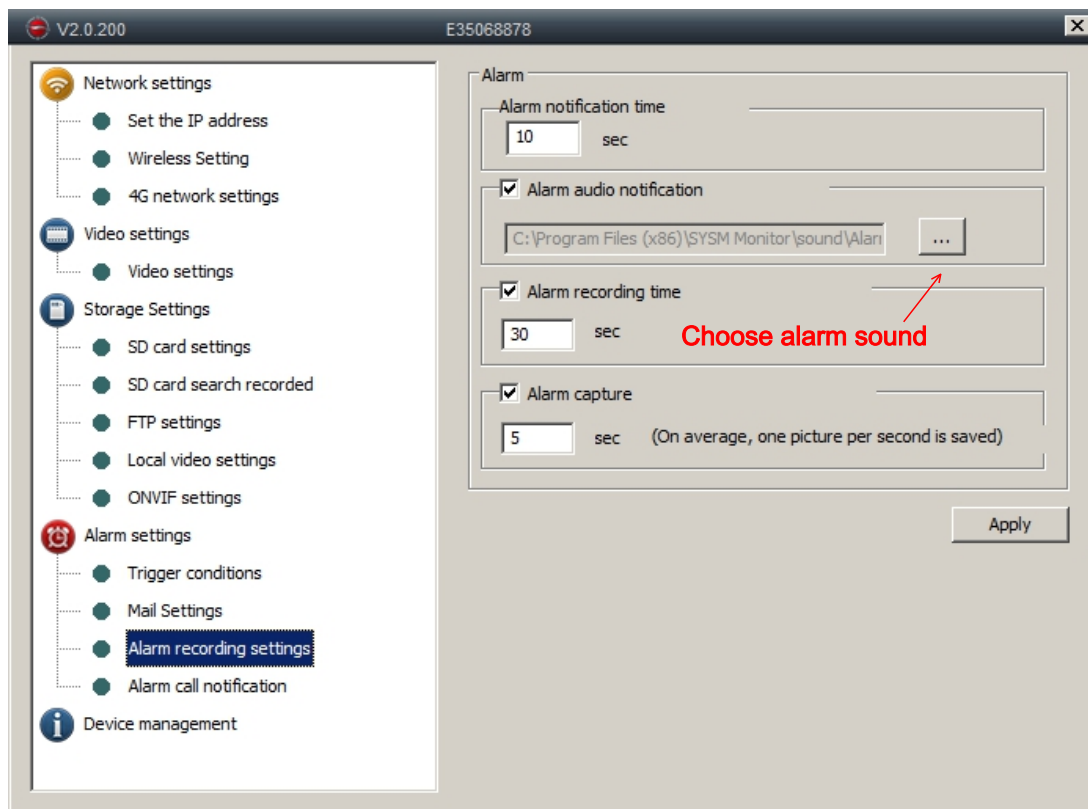 V2.0.200 E35068878
Network settings
Set the IP address
Wireless Setting
4G network settings
Video settings
Video settings
Storage Settings
SD card settings
SD card search recorded
FTP settings
Local video settings
ONVIF settings
Alarm settings
Trigger conditions
Mail Settings
Alarm recording settings
Alarm call notification
Device management
Alarm
Alarm notification time
10 sec
Alarm audio notification
C:\Program Files (x86)\SYSM Monitor\sound\Alarm ...
Alarm recording time
30 sec
Choose alarm sound
Alarm capture
5 sec (On average, one picture per second is saved)
Apply